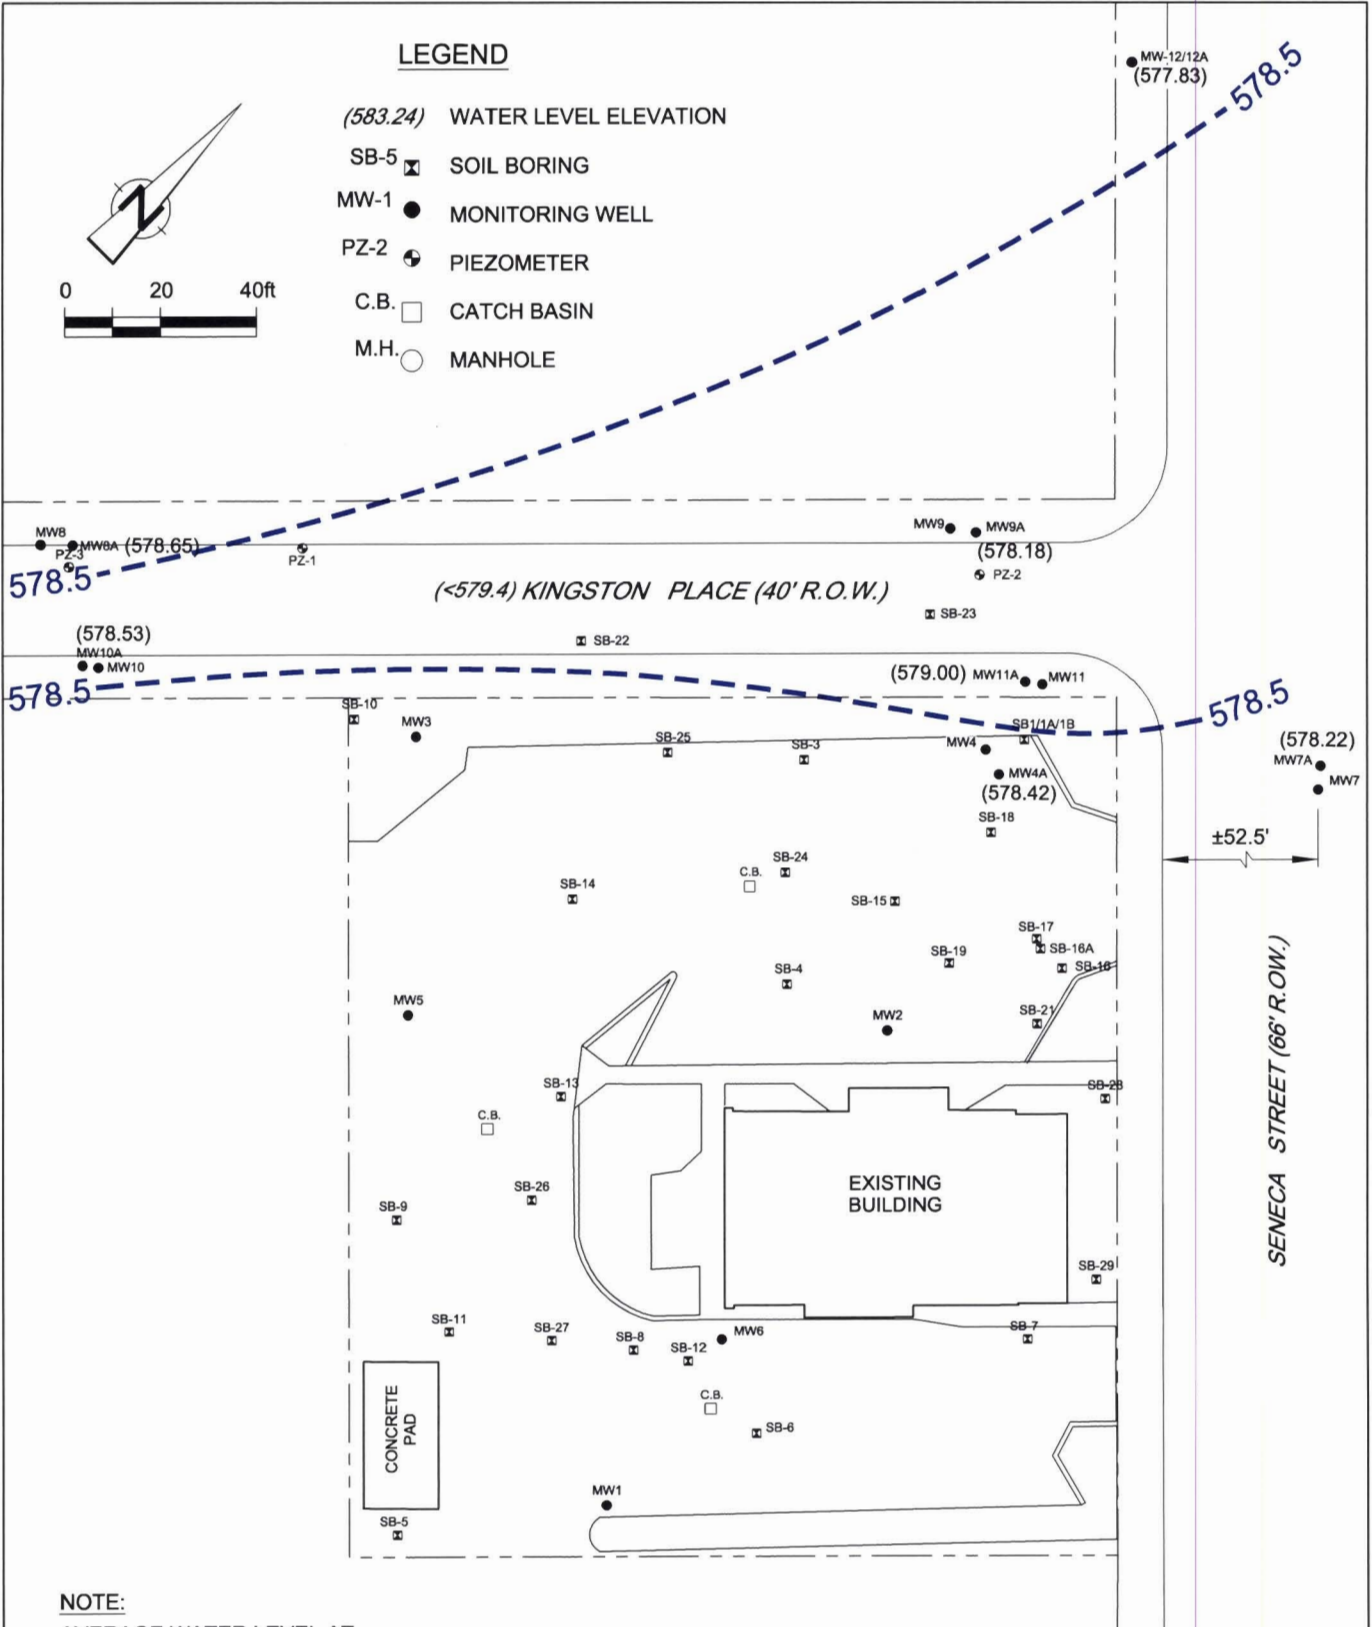 LEGEND
(583.24) WATER LEVEL ELEVATION
SB-5 SOIL BORING
MW-1 MONITORING WELL
PZ-2 PIEZOMETER
C.B. CATCH BASIN
M.H. MANHOLE
N
0 20 40ft
MW-12/12A
(577.83)
578.5
MW8
MW8A (578.65)
PZ-3
578.5
PZ-1
MW9
MW9A
(578.18)
PZ-2
(<579.4) KINGSTON PLACE (40' R.O.W.)
SB-23
SB-22
(578.53)
MW10A
MW10
578.5
(579.00) MW11A
MW11
578.5
SB-10
MW3
SB-25
SB-3
MW4
SB1/1A/1B
MW4A
(578.42)
(578.22)
MW7A
MW7
SB-18
±52.5'
SB-24
C.B.
SB-14
SB-15
SB-17
SB-16A
SB-16
SB-19
SB-4
MW5
MW2
SB-21
SENECA STREET (66' R.OW.)
SB-13
SB-28
C.B.
EXISTING
BUILDING
SB-26
SB-9
SB-29
SB-11
SB-27
SB-8
SB-12
MW6
SB-7
CONCRETE
PAD
C.B.
SB-6
MW1
SB-5
NOTE:
AVERAGE WATER LEVEL AT